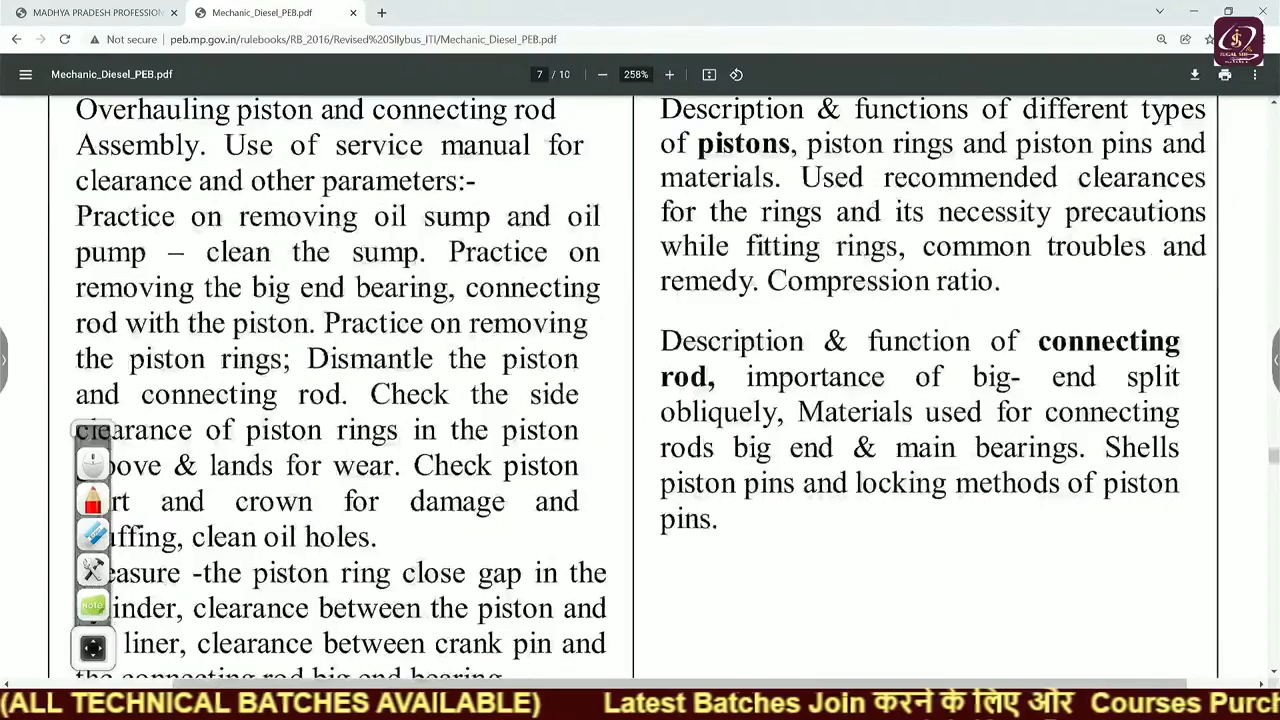 MADHYA PRADESH PROFESSION
Mechanic_Diesel_PEB.pdf
Not secure
peb.mp.gov.in/rulebooks/RB_2016/Revised%20SIlybus_ITI/Mechanic_Diesel_PEB.pdf
Mechanic_Diesel_PEB.pdf
7 / 10
258%
Overhauling piston and connecting rod
Assembly. Use of service manual for
clearance and other parameters:-
Practice on removing oil sump and oil
pump – clean the sump. Practice on
removing the big end bearing, connecting
rod with the piston. Practice on removing
the piston rings; Dismantle the piston
and connecting rod. Check the side
clearance of piston rings in the piston
& lands for wear. Check piston
and crown for damage and
clean oil holes.
-the piston ring close gap in the
clearance between the piston and
liner, clearance between crank pin and
the connecting rod big end bearing
Description & functions of different types
of pistons, piston rings and piston pins and
materials. Used recommended clearances
for the rings and its necessity precautions
while fitting rings, common troubles and
remedy. Compression ratio.
Description & function of connecting
rod, importance of big- end split
obliquely, Materials used for connecting
rods big end & main bearings. Shells
piston pins and locking methods of piston
pins.
Note
(ALL TECHNICAL BATCHES AVAILABLE) Latest Batches Join करने के लिए और Courses Purch